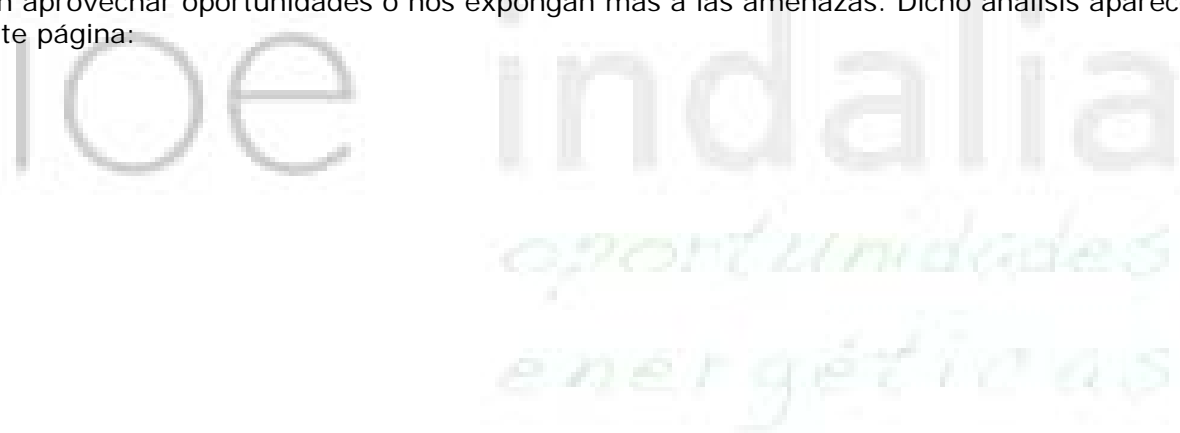 n aprovechar oportunidades o nos expongan más a las amenazas. Dicho análisis aparec
te página:
ioe indalia
oportunidades
energéticas